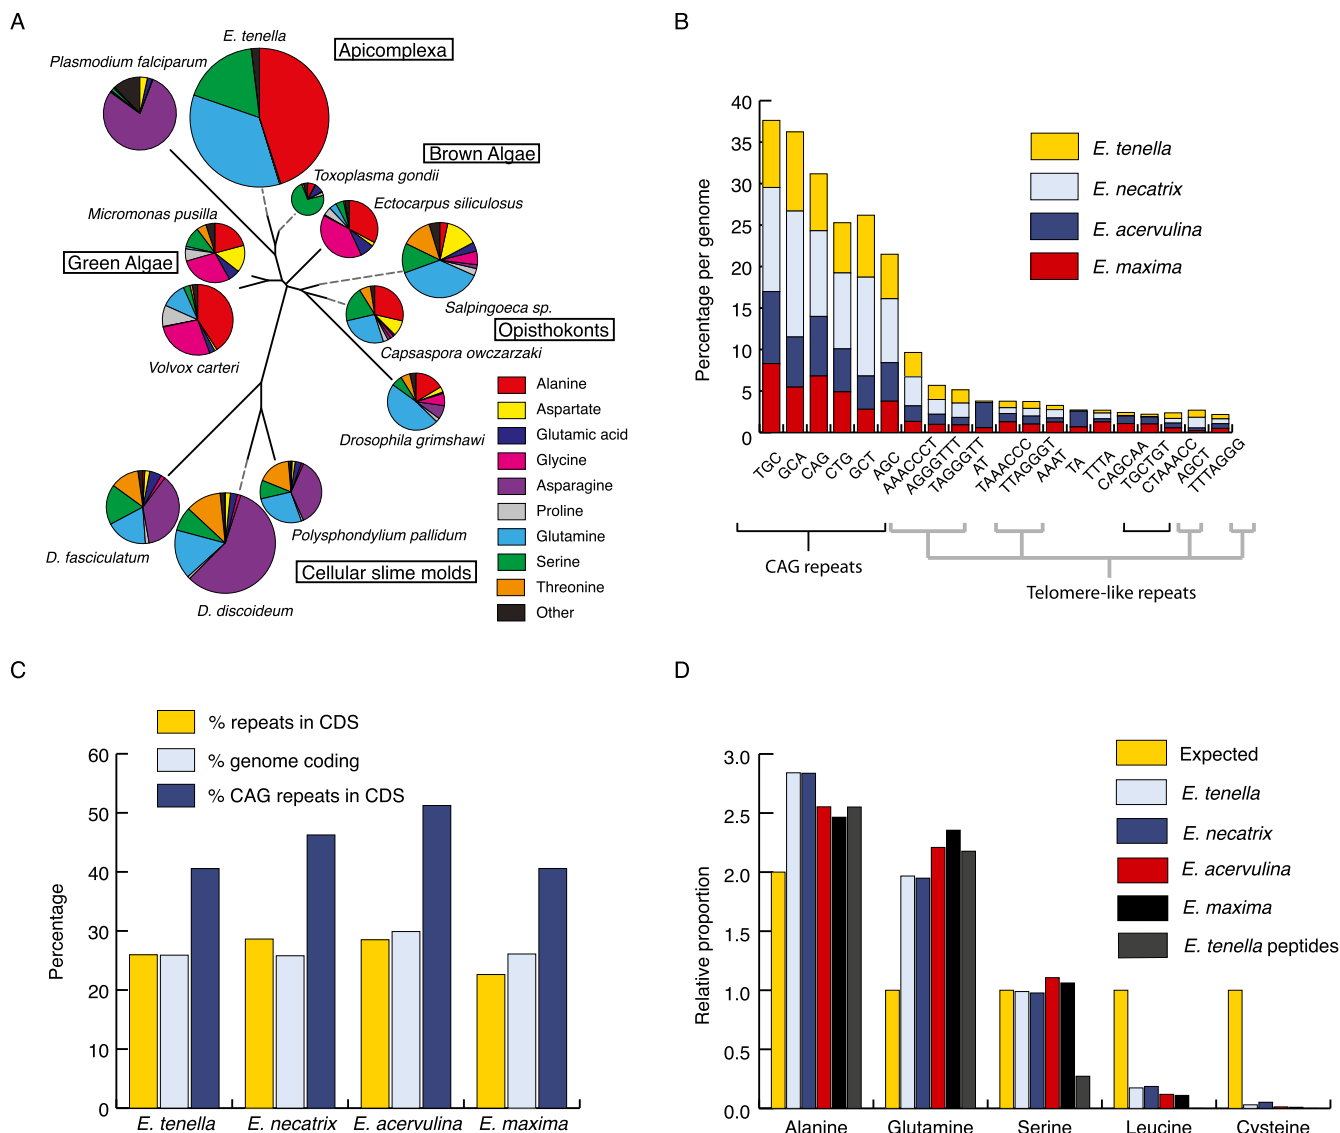 A
E. tenella
Apicomplexa
Plasmodium falciparum
Brown Algae
Toxoplasma gondii
Ectocarpus siliculosus
Micromonas pusilla
Green Algae
Salpingoeca sp.
Opisthokonts
Capsaspora owczarzaki
Volvox carteri
Drosophila grimshawi
Alanine
Aspartate
Glutamic acid
Glycine
Asparagine
Proline
Glutamine
Serine
Threonine
Other
Polysphondylium pallidum
D. fasciculatum
Cellular slime molds
D. discoideum
B
Percentage per genome
40
35
30
25
20
15
10
5
0
E. tenella
E. necatrix
E. acervulina
E. maxima
TGC
GCA
CAG
CTG
GCT
AGC
AACCCT
AGGGTTT
TAGGGTT
AT
TAACCC
TTAGGGT
AAAT
TA
TTTA
CAGCAA
TGCTGT
CTAAACC
AGCT
TTTAGGG
CAG repeats
Telomere-like repeats
C
% repeats in CDS
% genome coding
% CAG repeats in CDS
Percentage
60
50
40
30
20
10
0
E. tenella
E. necatrix
E. acervulina
E. maxima
D
Relative proportion
3.0
2.5
2.0
1.5
1.0
0.5
0.0
Expected
E. tenella
E. necatrix
E. acervulina
E. maxima
E. tenella peptides
Alanine
Glutamine
Serine
Leucine
Cysteine